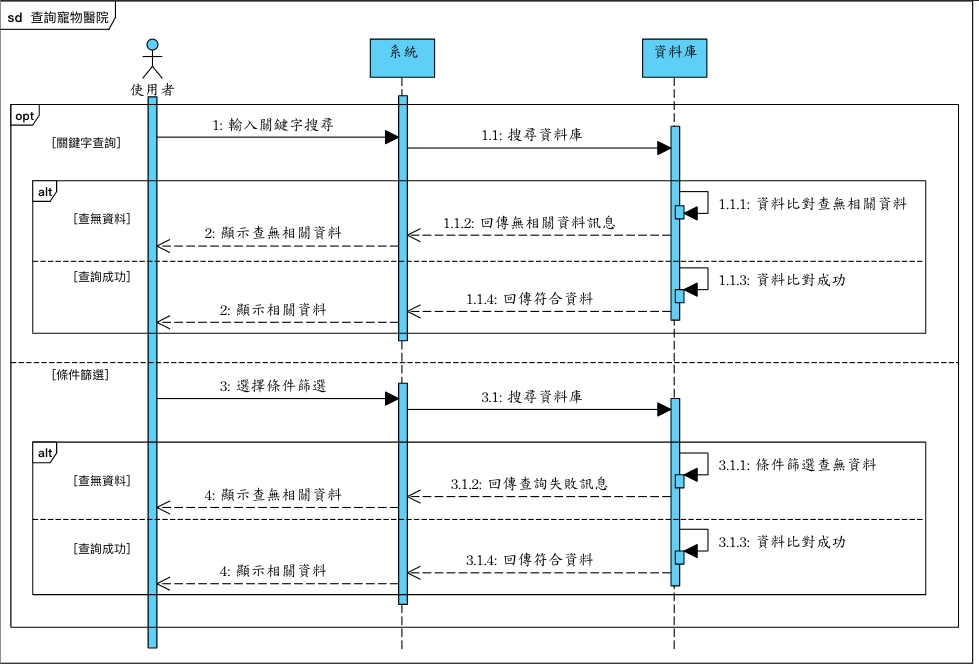 sd 查詢寵物醫院
系統
資料庫
使用者
opt
[關鍵字查詢]
1: 輸入關鍵字搜尋
1.1: 搜尋資料庫
alt
[查無資料]
1.1.1: 資料比對查無相關資料
1.1.2: 回傳無相關資料訊息
2: 顯示查無相關資料
[查詢成功]
1.1.3: 資料比對成功
1.1.4: 回傳符合資料
2: 顯示相關資料
[條件篩選]
3: 選擇條件篩選
3.1: 搜尋資料庫
alt
[查無資料]
3.1.1: 條件篩選查無資料
3.1.2: 回傳查詢失敗訊息
4: 顯示查無相關資料
[查詢成功]
3.1.3: 資料比對成功
3.1.4: 回傳符合資料
4: 顯示相關資料